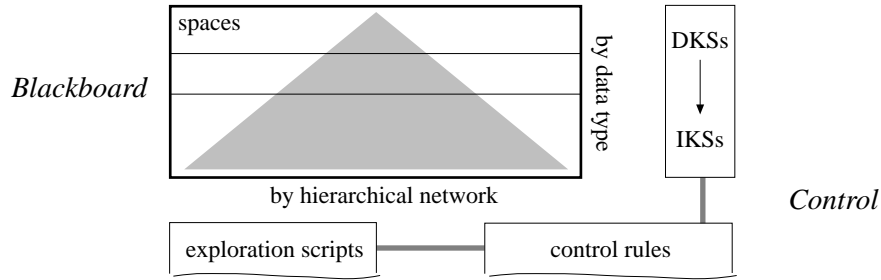 spaces
by data type
DKSs
Blackboard
IKSs
by hierarchical network
Control
exploration scripts
control rules